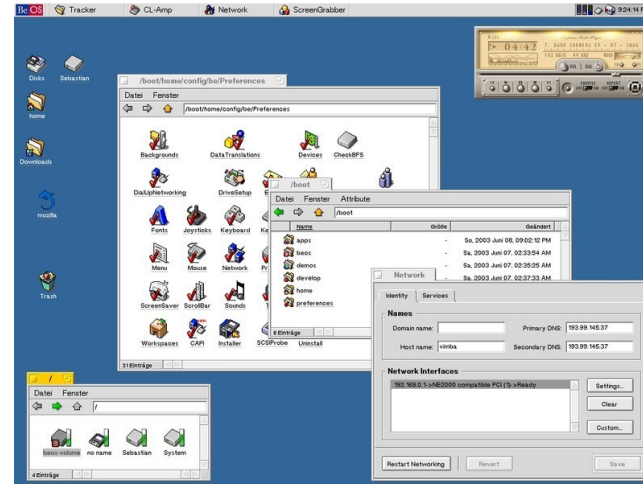 Be OS Tracker CL-Amp Network ScreenGrabber 9:24:14
Disks Sebastian
home
Downloads
mozilla
Trash
04:42
/boot/home/config/be/Preferences
Datei Fenster
/boot/home/config/be/Preferences
Backgrounds DataTranslations Devices CheckBFS
DialUpNetworking DriveSetup
Fonts Joysticks Keyboard
Menu Mouse Network
ScreenSaver ScrollBar Sounds
Workspaces CAPI Installer SCSIProbe Uninstall
31 Einträge
/boot
Datei Fenster Attribute
/boot
Name Größe Geändert
apps - So, 2003 Juni 08, 09:02:12 PM
beos - Sa, 2003 Juni 07, 02:33:54 AM
demos - Sa, 2003 Juni 07, 02:35:25 AM
develop - Sa, 2003 Juni 07, 02:37:33 AM
home
preferences
6 Einträge
Network
Identity Services
Names
Domain name: Primary DNS: 193.99.145.37
Host name: vimba Secondary DNS: 193.99.145.37
Network Interfaces
192.168.0.1->NE2000 compatible PCI (1)->Ready
Settings...
Clear
Custom...
Restart Networking Revert Save
/
Datei Fenster
/
beos-volume no name Sebastian System
4 Einträge